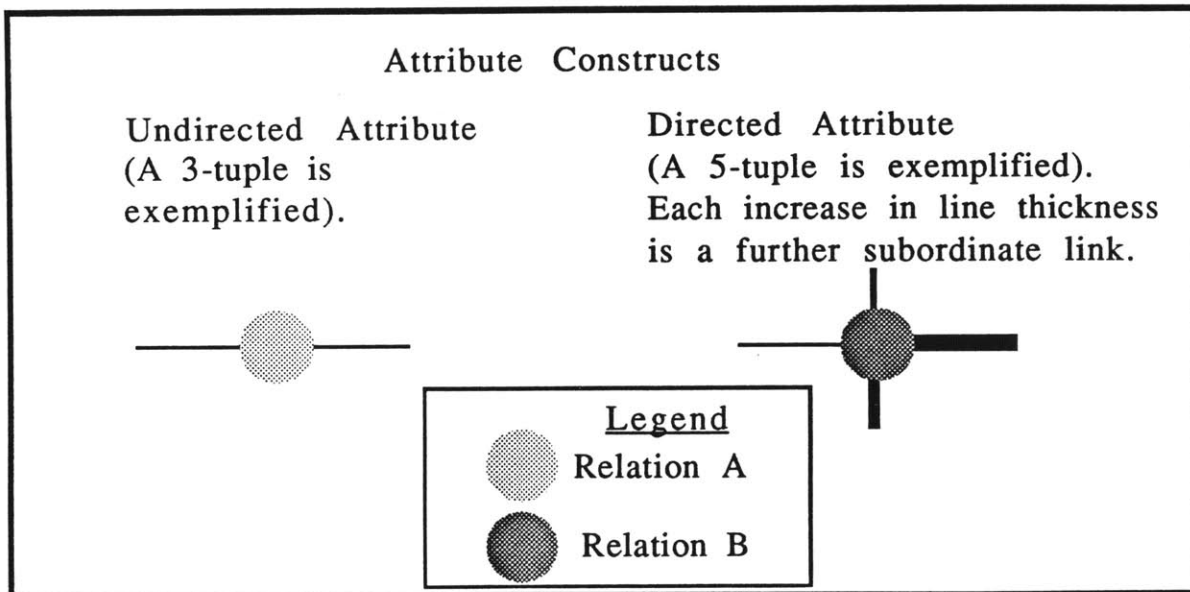 Attribute Constructs
Undirected Attribute
(A 3-tuple is
exemplified).
Directed Attribute
(A 5-tuple is exemplified).
Each increase in line thickness
is a further subordinate link.
Legend
Relation A
Relation B